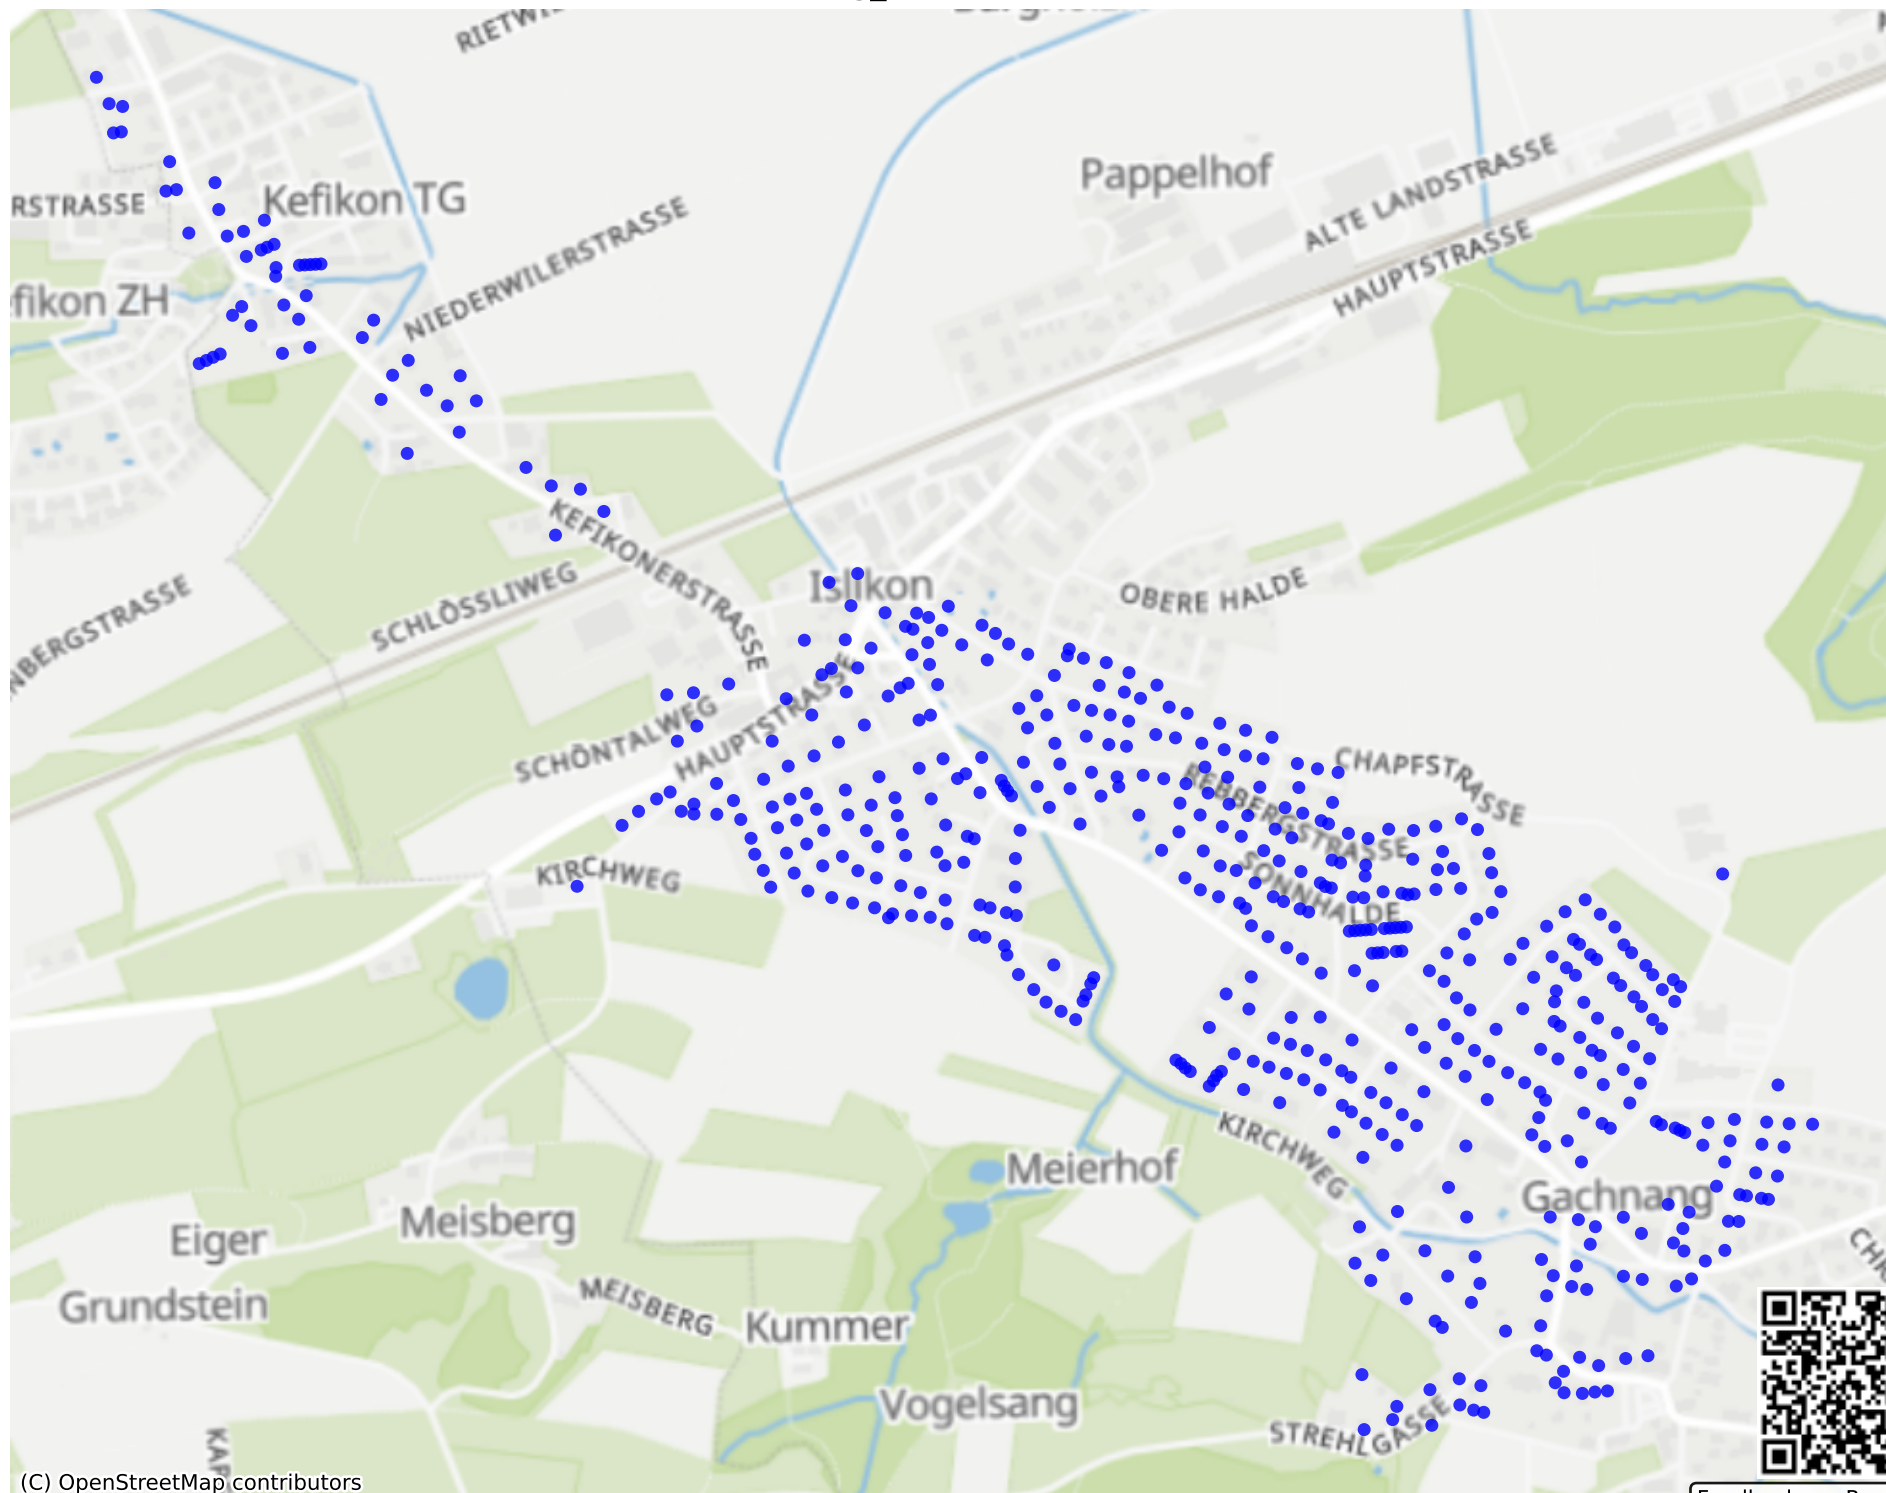 Pappelhof
ALTE LANDSTRASSE
HAUPTSTRASSE
RSTRASSE
Kefikon TG
NIEDERWILERSTRASSE
fikon ZH
KEFIKONERSTRASSE
SCHLÖSSLIWEG
NBERGSTRASSE
Islikon
OBERE HALDE
SCHÖNTALWEG
HAUPTSTRASSE
CHAPFSTRASSE
REBBERGSTRASSE
SONNHALDE
KIRCHWEG
KIRCHWEG
Meierhof
Gachnang
Eiger
Meisberg
Grundstein
MEISBERG
Kummer
Vogelsang
STREHLGASSE
(C) OpenStreetMap contributors